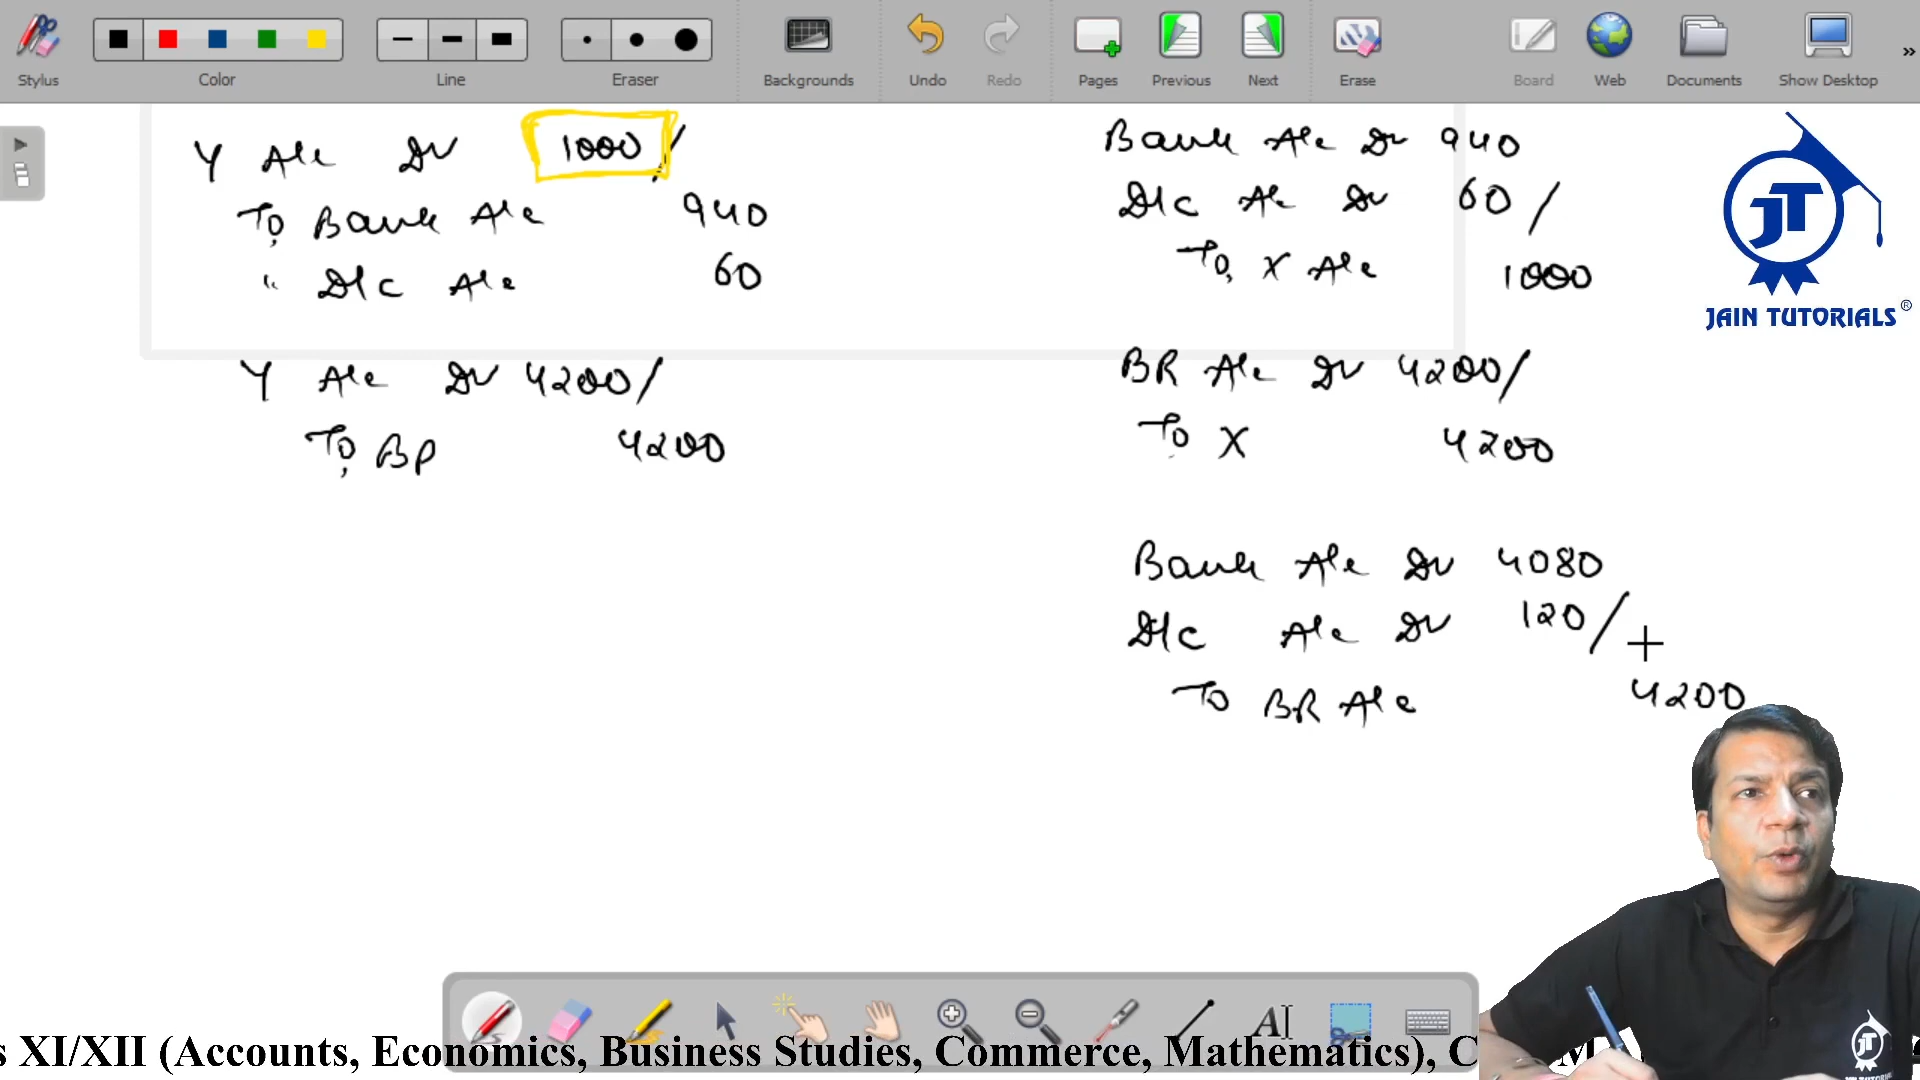 Stylus
Color
Line
Eraser
Backgrounds
Undo
Redo
Pages
Previous
Next
Erase
Board
Web
Documents
Show Desktop
»
Y A/c Dr 1000/
To Bank A/c 940
" D/c A/c 60
Y A/c Dr 4200/
To BP 4200
Bank A/c Dr 940
D/c A/c Dr 60/
To X A/c 1000
BR A/c Dr 4200/
To X 4200
Bank A/c Dr 4080
D/c A/c Dr 120/
To BR A/c 4200
JT
JAIN TUTORIALS®
JT
s XI/XII (Accounts, Economics, Business Studies, Commerce, Mathematics), C